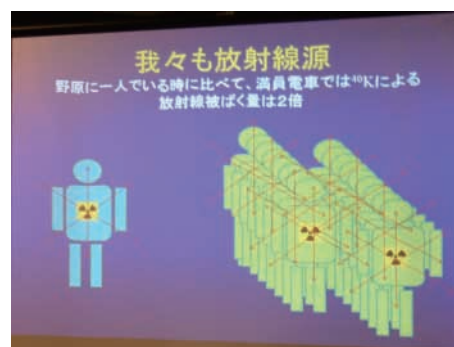 我々も放射線源
野原に一人でいる時に比べて、満員電車では⁴⁰Kによる
放射線被ばく量は2倍